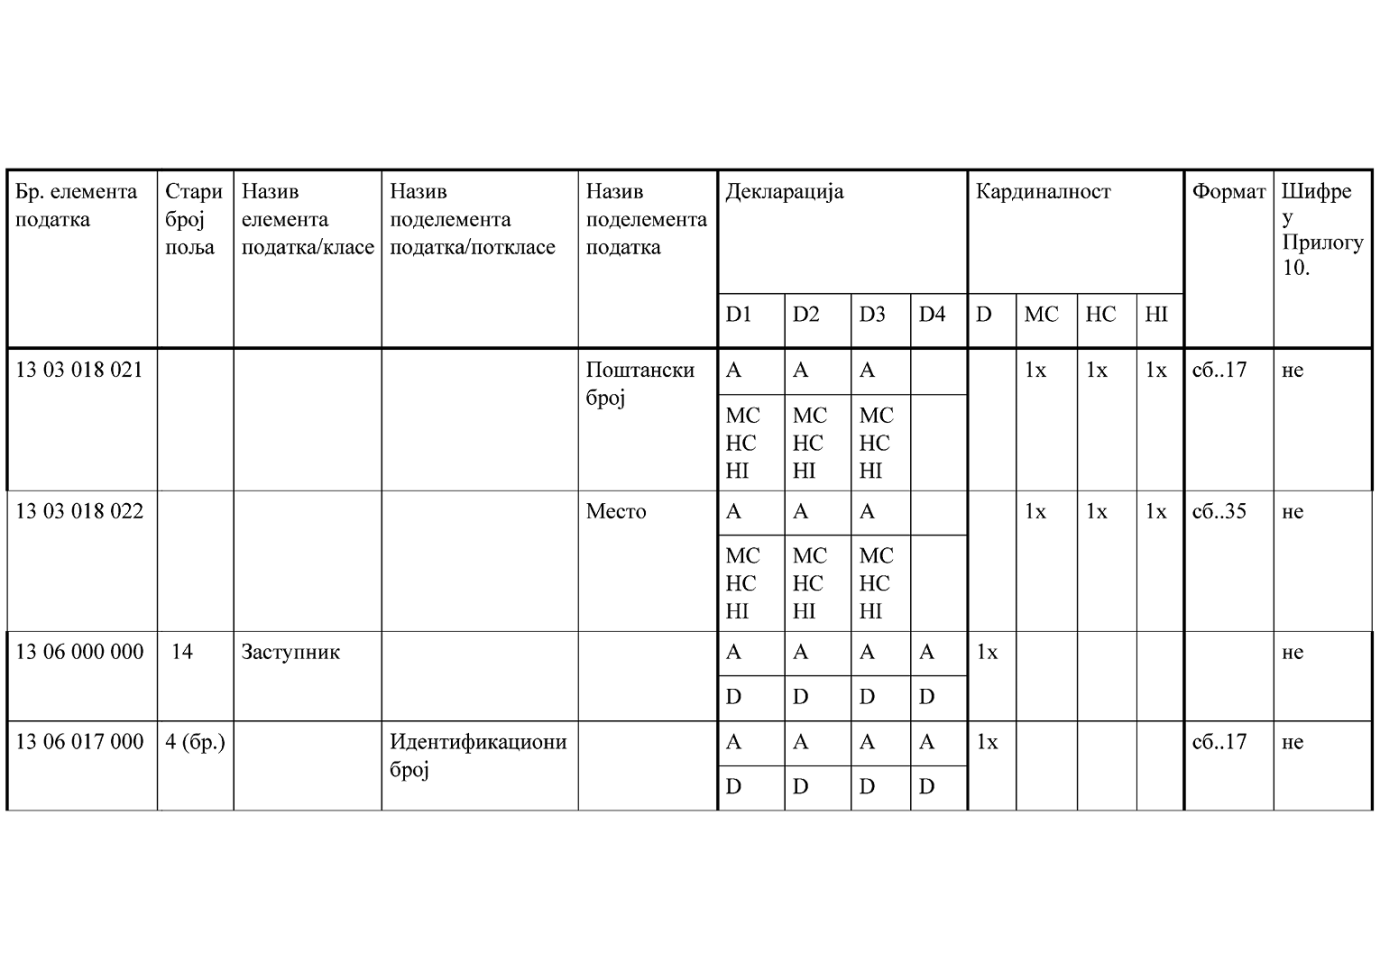 Бр. елемента
податка
Стари
број
поља
Назив
елемента
податка/класе
Назив
поделемента
податка/поткласе
Назив
поделемента
податка
Декларација
Кардиналност
Формат
Шифре
у
Прилогу
10.
D1 D2 D3 D4 D MC HC HI
13 03 018 021
Поштански
број
A A A
MC MC MC
HC HC HC
HI HI HI
1x 1x 1x
сб..17
не
13 03 018 022
Место
A A A
MC MC MC
HC HC HC
HI HI HI
1x 1x 1x
сб..35
не
13 06 000 000
14
Заступник
A A A A
D D D D
1x
не
13 06 017 000
4 (бр.)
Идентификациони
број
A A A A
D D D D
1x
сб..17
не